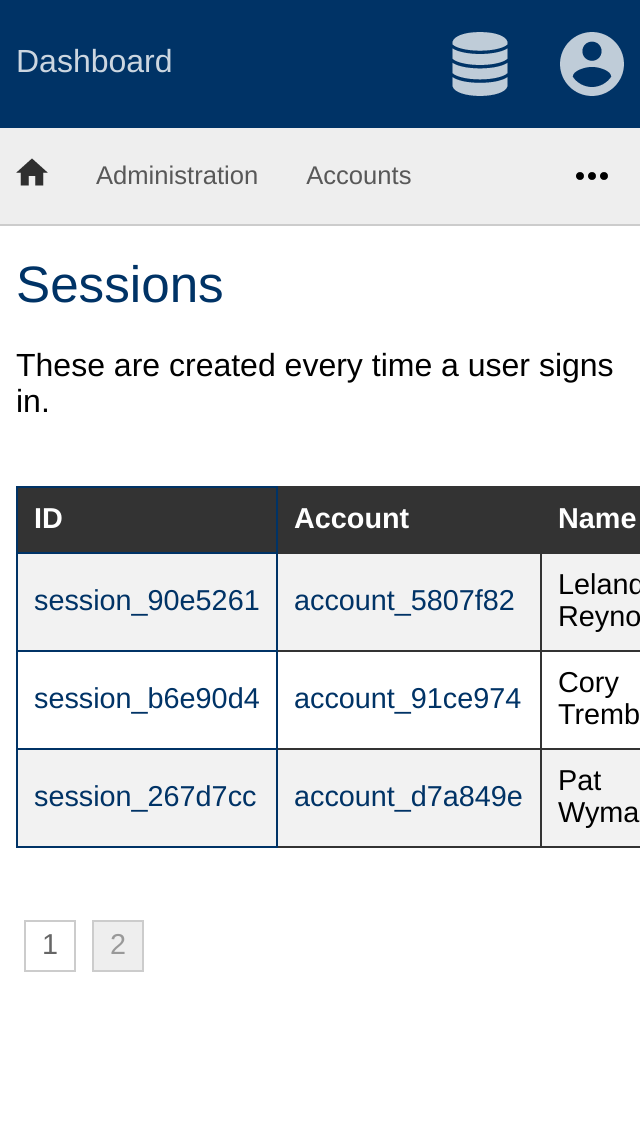 Dashboard
Administration Accounts
Sessions
These are created every time a user signs
in.
ID Account Name
session_90e5261 account_5807f82 Leland
Reyno
session_b6e90d4 account_91ce974 Cory
Tremb
session_267d7cc account_d7a849e Pat
Wyma
1 2